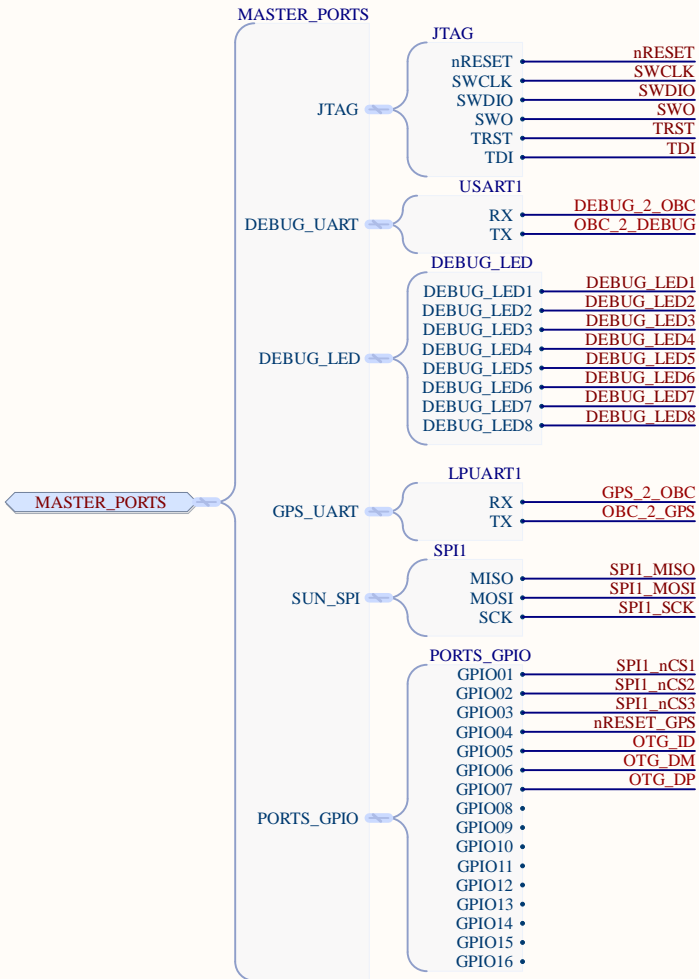 MASTER_PORTS
JTAG
nRESET nRESET
SWCLK SWCLK
SWDIO SWDIO
JTAG SWO SWO
TRST TRST
TDI TDI
USART1
RX DEBUG_2_OBC
DEBUG_UART TX OBC_2_DEBUG
DEBUG_LED
DEBUG_LED1 DEBUG_LED1
DEBUG_LED2 DEBUG_LED2
DEBUG_LED3 DEBUG_LED3
DEBUG_LED4 DEBUG_LED4
DEBUG_LED DEBUG_LED5 DEBUG_LED5
DEBUG_LED6 DEBUG_LED6
DEBUG_LED7 DEBUG_LED7
DEBUG_LED8 DEBUG_LED8
LPUART1
MASTER_PORTS RX GPS_2_OBC
GPS_UART TX OBC_2_GPS
SPI1
MISO SPI1_MISO
SUN_SPI MOSI SPI1_MOSI
SCK SPI1_SCK
PORTS_GPIO
GPIO01 SPI1_nCS1
GPIO02 SPI1_nCS2
GPIO03 SPI1_nCS3
GPIO04 nRESET_GPS
GPIO05 OTG_ID
GPIO06 OTG_DM
GPIO07 OTG_DP
GPIO08
PORTS_GPIO GPIO09
GPIO10
GPIO11
GPIO12
GPIO13
GPIO14
GPIO15
GPIO16